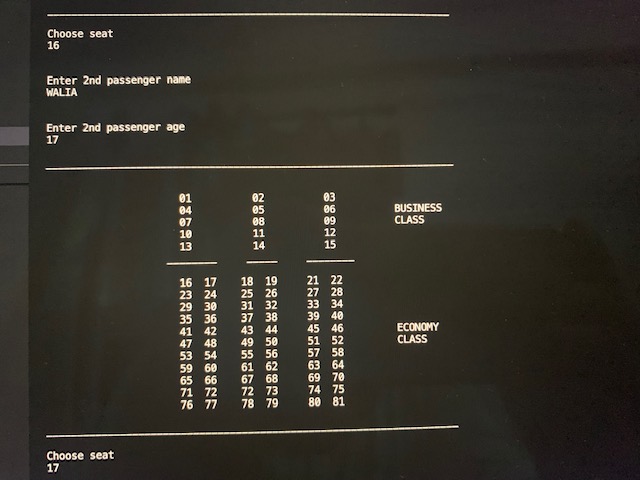 Choose seat
16
Enter 2nd passenger name
WALIA
Enter 2nd passenger age
17
01 02 03
04 05 06
07 08 09
10 11 12
13 14 15
BUSINESS
CLASS
16 17 18 19 21 22
23 24 25 26 27 28
29 30 31 32 33 34
35 36 37 38 39 40
41 42 43 44 45 46
47 48 49 50 51 52
53 54 55 56 57 58
59 60 61 62 63 64
65 66 67 68 69 70
71 72 72 73 74 75
76 77 78 79 80 81
ECONOMY
CLASS
Choose seat
17